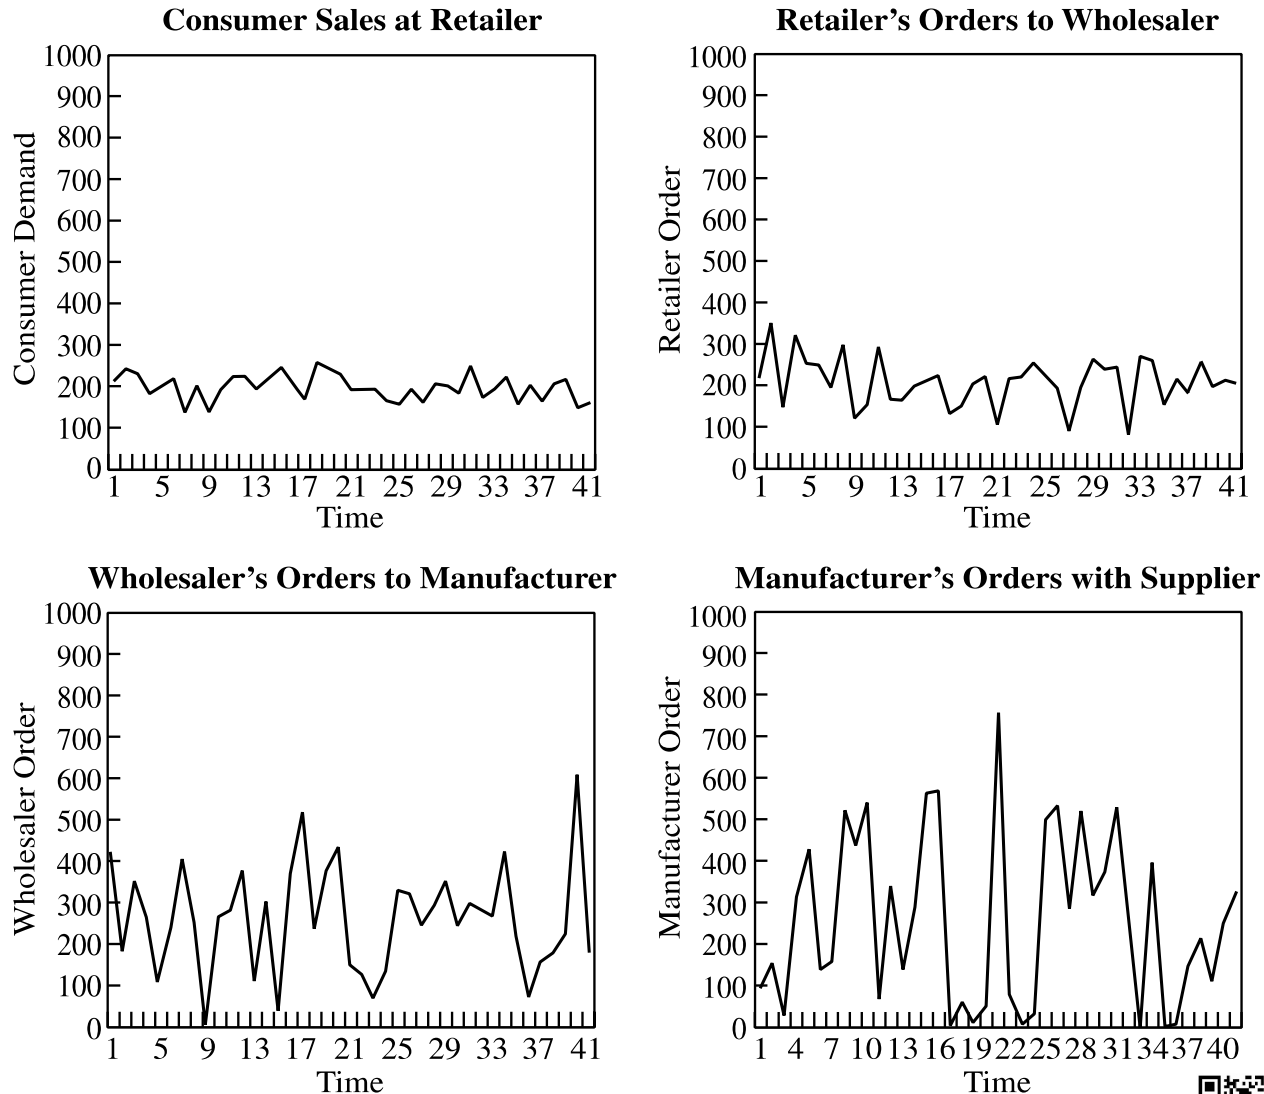 Consumer Sales at Retailer
1000
900
800
700
600
500
400
300
200
100
0
Consumer Demand
1 5 9 13 17 21 25 29 33 37 41
Time
Retailer’s Orders to Wholesaler
1000
900
800
700
600
500
400
300
200
100
0
Retailer Order
1 5 9 13 17 21 25 29 33 37 41
Time
Wholesaler’s Orders to Manufacturer
1000
900
800
700
600
500
400
300
200
100
0
Wholesaler Order
1 5 9 13 17 21 25 29 33 37 41
Time
Manufacturer’s Orders with Supplier
1000
900
800
700
600
500
400
300
200
100
0
Manufacturer Order
1 4 7 10 13 16 19 22 25 28 31 34 37 40
Time